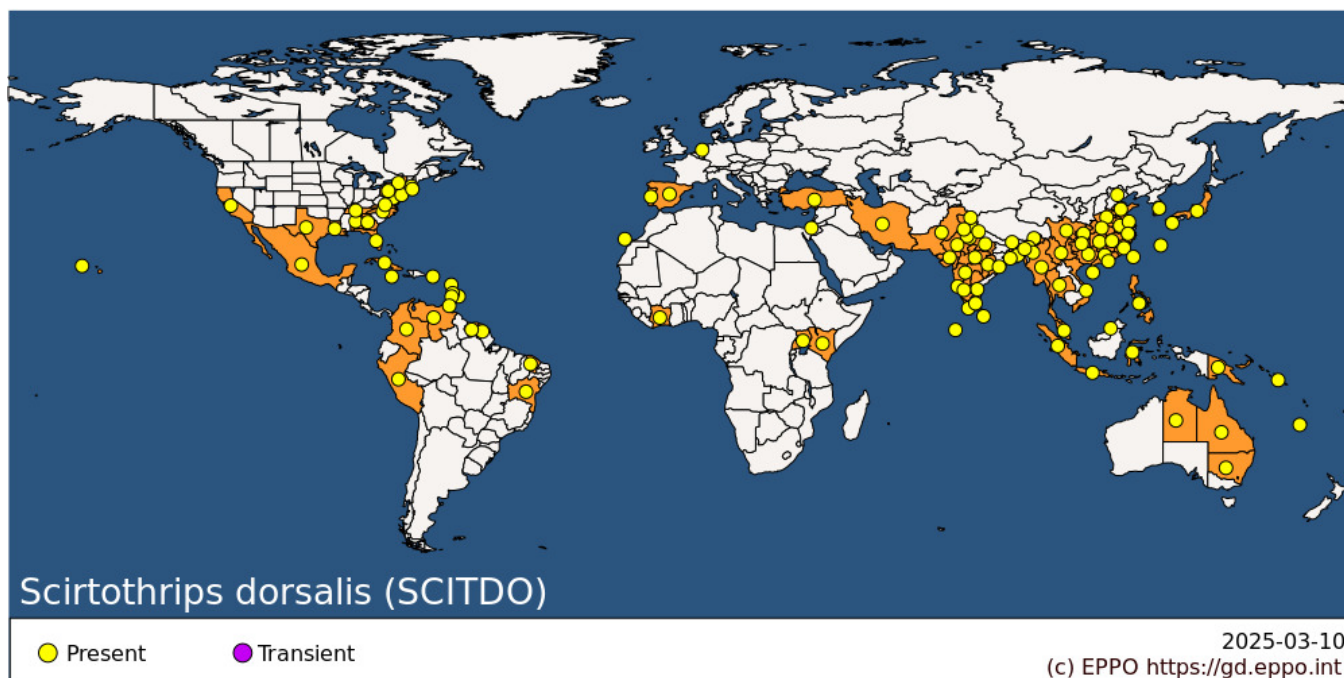 Scirtothrips dorsalis (SCITDO)
Present
Transient
2025-03-10
(c) EPPO https://gd.eppo.int